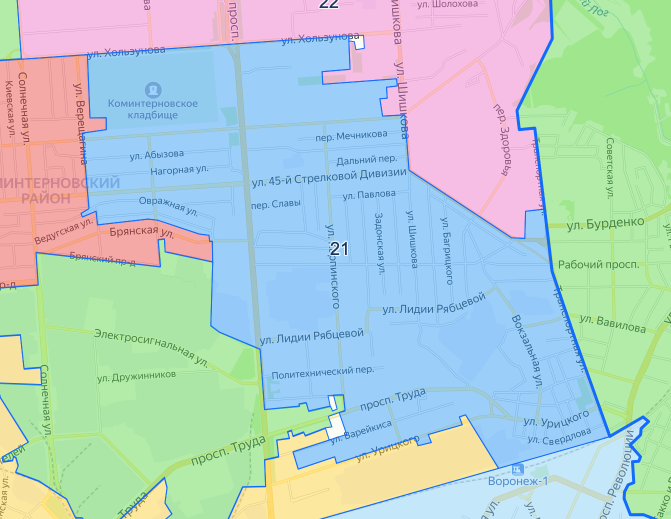 22
ул. Шолохова
просп.
Шишкова
ул. Хользунова
ул. Хользунова
Солнечная ул.
Киевская ул.
ул. Верещагина
Коминтерновское
кладбище
ул. Шишкова
пер. Здоровья
Транспортная ул.
Советская ул.
пер. Мечникова
ул. Абызова
Нагорная ул.
Дальний пер.
ул. 45-й Стрелковой Дивизии
МИНТЕРНОВСКИЙ
РАЙОН
Овражная ул.
пер. Славы
ул. Павлова
Ведугская ул.
Брянская ул.
Задонская ул.
ул. Шишкова
ул. Багрицкого
ул. Бурденко
21
Брянский пр-д
Рабочий просп.
р-д
ул. Лидии Рябцевой
Транспортная ул.
ул. Вавилова
Вокзальная ул.
Электросигнальная ул.
ул. Лидии Рябцевой
ул. Дружинников
Солнечная ул.
Политехнический пер.
просп. Труда
ул. Урицкого
ул. Варейкиса
ул. Свердлова
просп. Труда
ул. Урицкого
Воронеж-1
просп. Революции
Труда